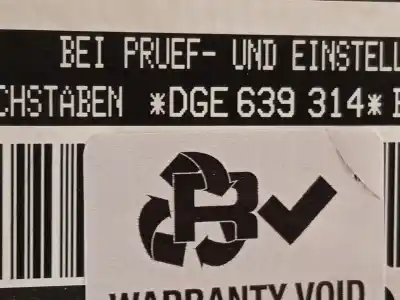 BEI PRUEF- UND EINSTELL
CHSTABEN *DGE 639 314*
R
WARRANTY VOID